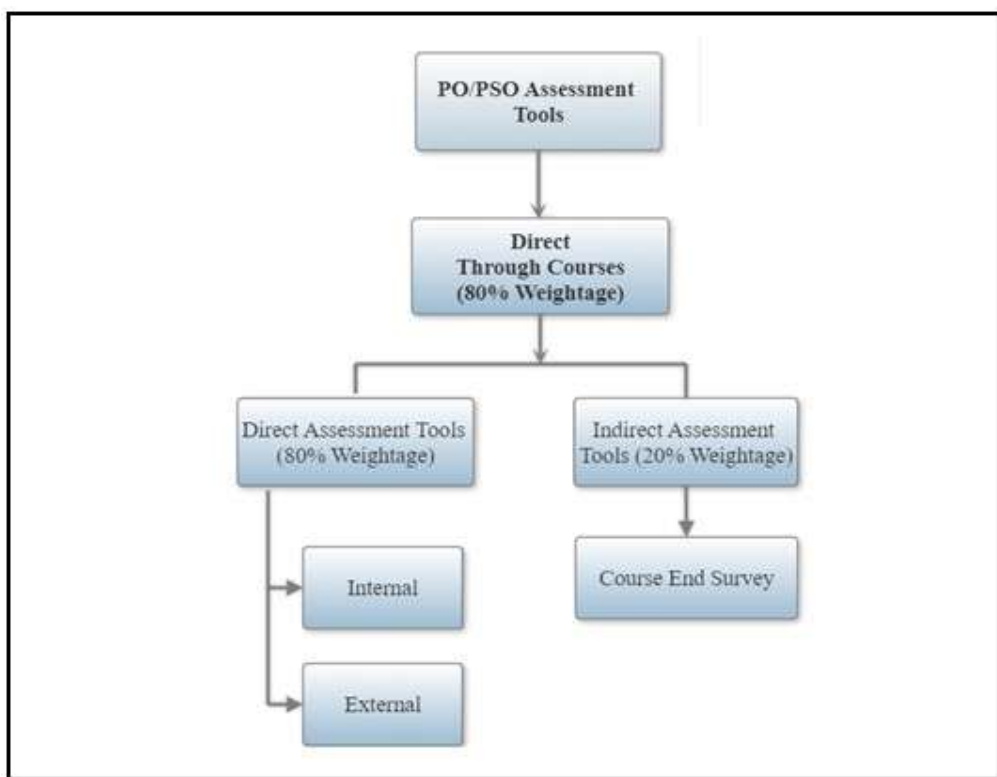 PO/PSO Assessment
Tools
Direct
Through Courses
(80% Weightage)
Direct Assessment Tools
(80% Weightage)
Indirect Assessment
Tools (20% Weightage)
Internal
Course End Survey
External